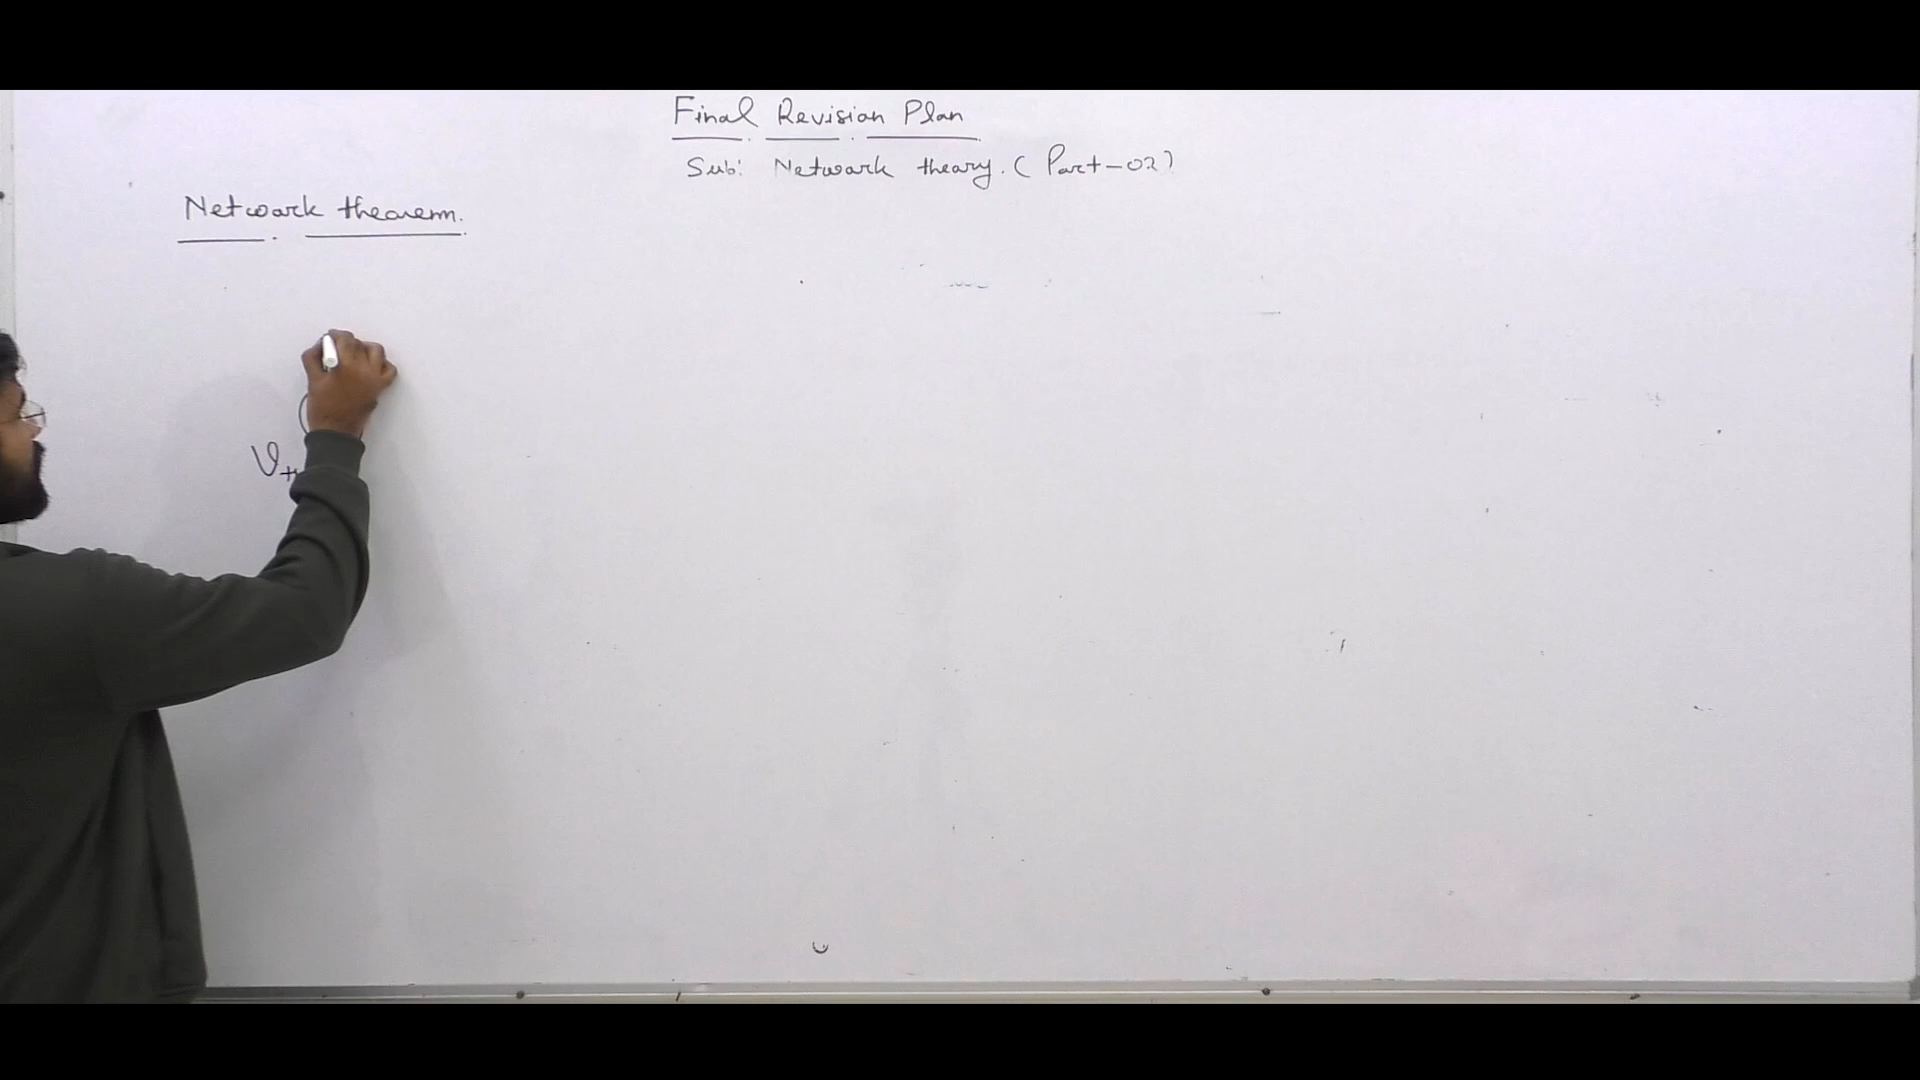 Final Revision Plan
Sub: Network theory. (Part-02)
Network theorem.